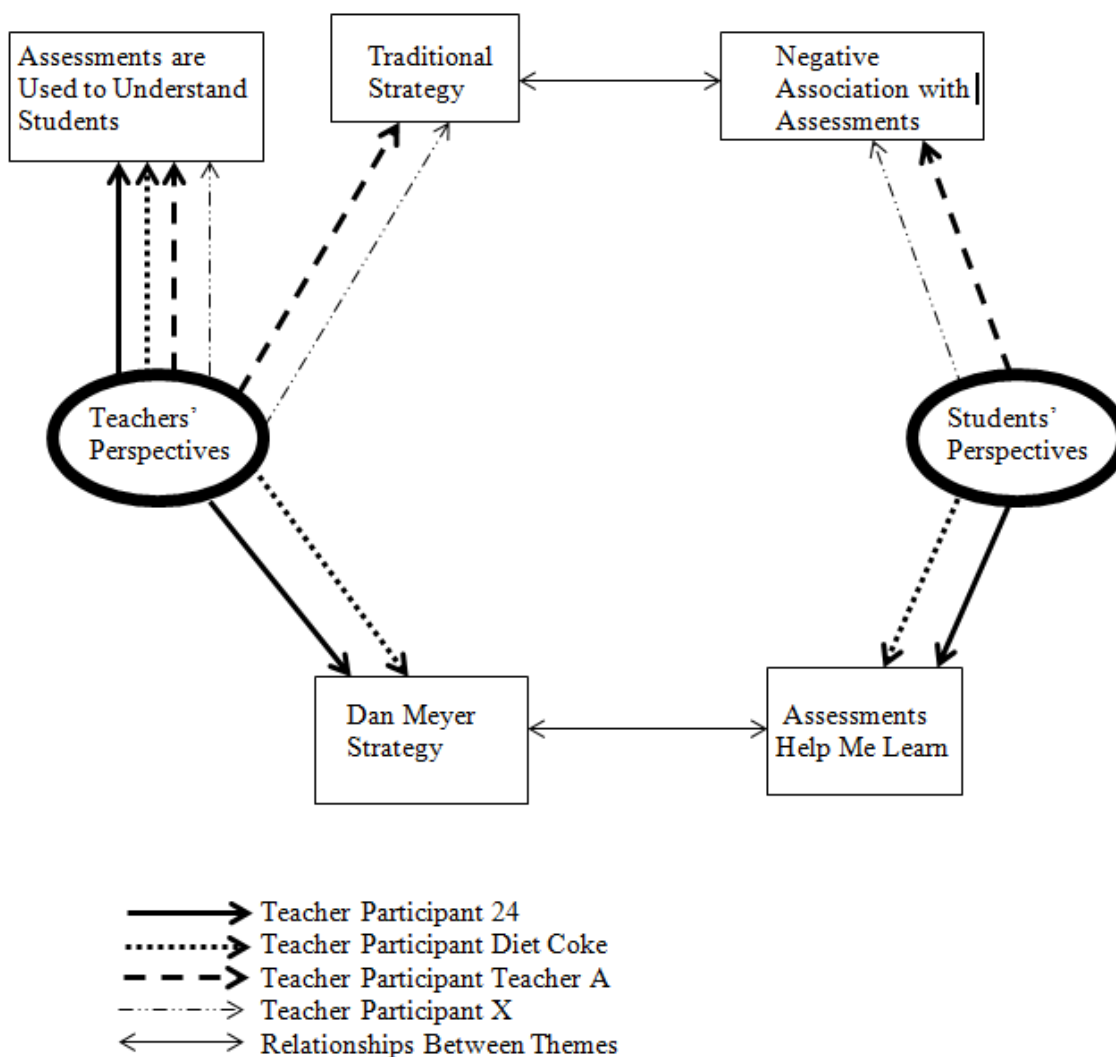 Assessments are
Used to Understand
Students
Traditional
Strategy
Negative
Association with
Assessments
Teachers’
Perspectives
Students’
Perspectives
Dan Meyer
Strategy
Assessments
Help Me Learn
Teacher Participant 24
Teacher Participant Diet Coke
Teacher Participant Teacher A
Teacher Participant X
Relationships Between Themes